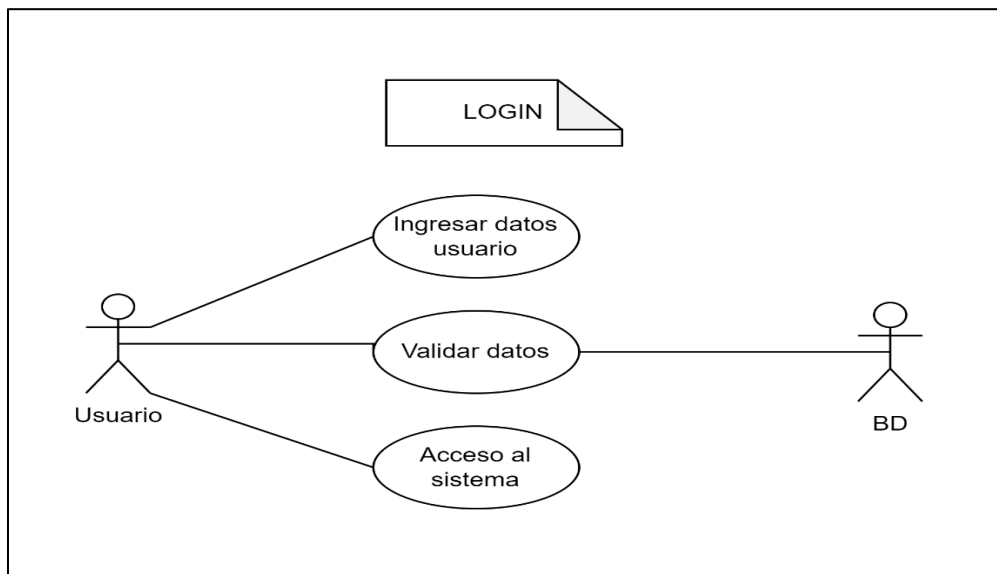 LOGIN
Ingresar datos
usuario
Validar datos
Usuario
BD
Acceso al
sistema